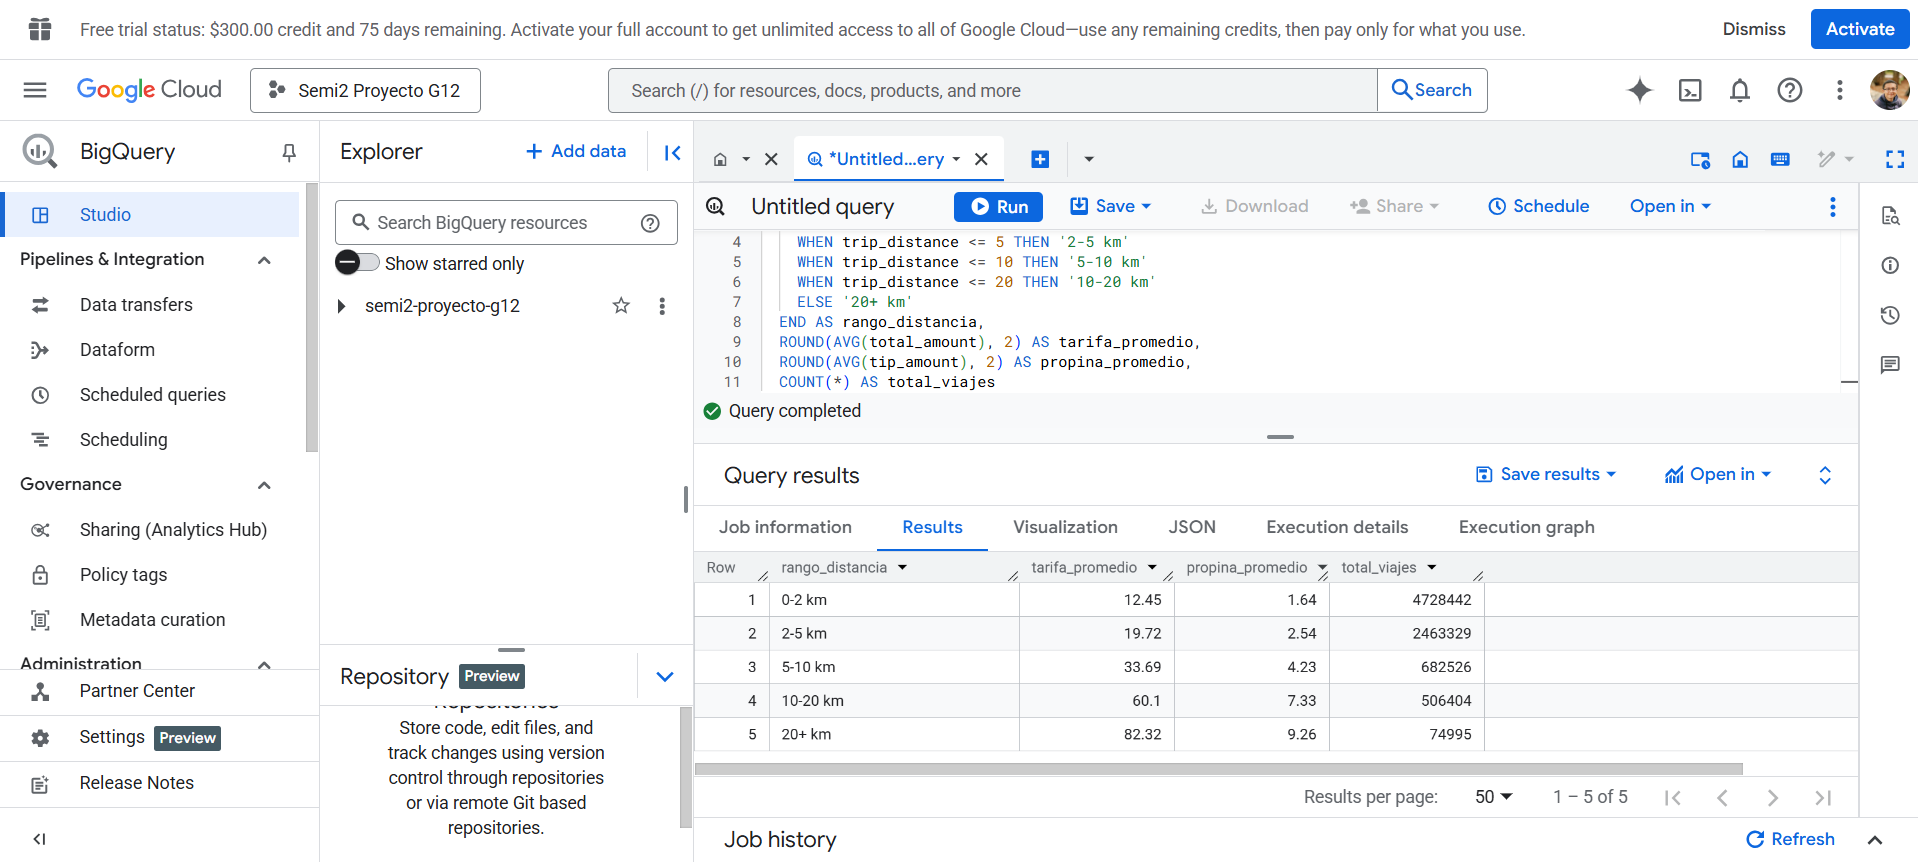 Free trial status: $300.00 credit and 75 days remaining. Activate your full account to get unlimited access to all of Google Cloud—use any remaining credits, then pay only for what you use.
Dismiss
Activate
Google Cloud
Semi2 Proyecto G12
Search (/) for resources, docs, products, and more
Search
BigQuery
Studio
Pipelines & Integration
Data transfers
Dataform
Scheduled queries
Scheduling
Governance
Sharing (Analytics Hub)
Policy tags
Metadata curation
Administration
Partner Center
Settings Preview
Release Notes
Explorer
Add data
Search BigQuery resources
Show starred only
semi2-proyecto-g12
Repository Preview
Repositories
Store code, edit files, and
track changes using version
control through repositories
or via remote Git based
repositories.
*Untitled...ery
Untitled query
Run
Save
Download
Share
Schedule
Open in
4 WHEN trip_distance <= 5 THEN '2-5 km'
5 WHEN trip_distance <= 10 THEN '5-10 km'
6 WHEN trip_distance <= 20 THEN '10-20 km'
7 ELSE '20+ km'
8 END AS rango_distancia,
9 ROUND(AVG(total_amount), 2) AS tarifa_promedio,
10 ROUND(AVG(tip_amount), 2) AS propina_promedio,
11 COUNT(*) AS total_viajes
Query completed
Query results
Save results
Open in
Job information Results Visualization JSON Execution details Execution graph
Row rango_distancia tarifa_promedio propina_promedio total_viajes
1 0-2 km 12.45 1.64 4728442
2 2-5 km 19.72 2.54 2463329
3 5-10 km 33.69 4.23 682526
4 10-20 km 60.1 7.33 506404
5 20+ km 82.32 9.26 74995
Results per page: 50 1 – 5 of 5
Job history
Refresh